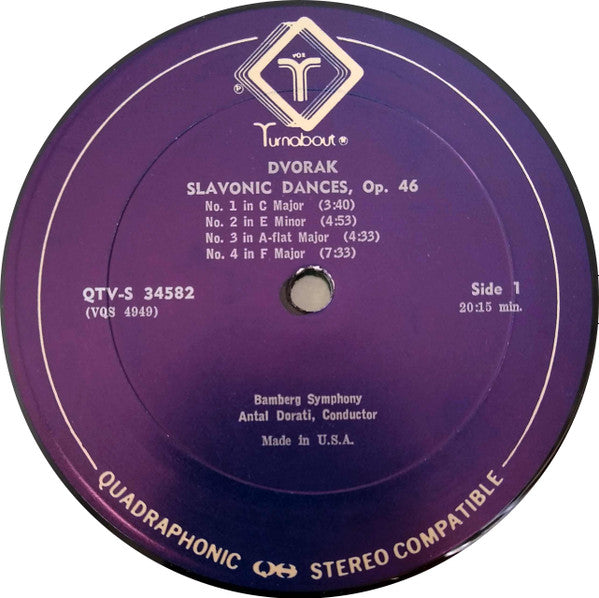 VOX
T
℗
Turnabout ®
DVORAK
SLAVONIC DANCES, Op. 46
No. 1 in C Major (3:40)
No. 2 in E Minor (4:53)
No. 3 in A-flat Major (4:33)
No. 4 in F Major (7:33)
QTV-S 34582
(VQS 4949)
Side 1
20:15 min.
Bamberg Symphony
Antal Dorati, Conductor
Made in U.S.A.
QUADRAPHONIC QS STEREO COMPATIBLE